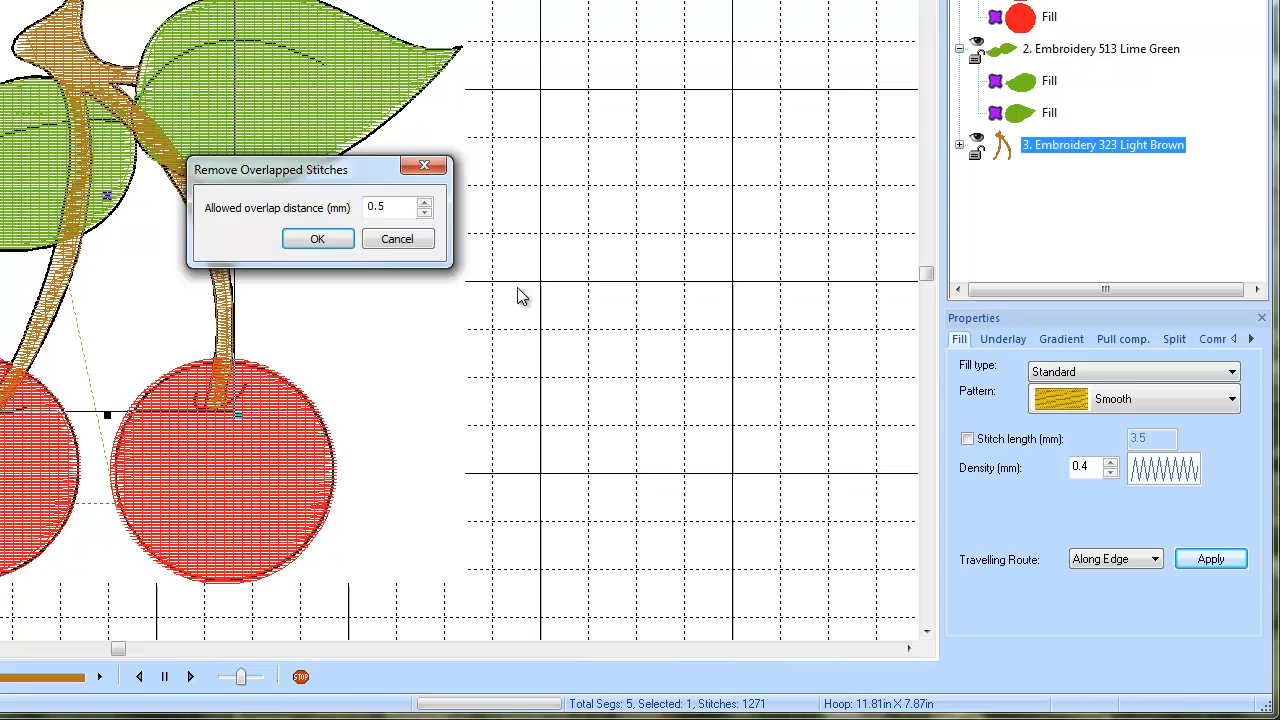 Fill
2. Embroidery 513 Lime Green
Fill
Fill
3. Embroidery 323 Light Brown
Remove Overlapped Stitches
Allowed overlap distance (mm) 0.5
OK Cancel
Properties
Fill Underlay Gradient Pull comp. Split Comr
Fill type: Standard
Pattern: Smooth
Stitch length (mm): 3.5
Density (mm): 0.4
Travelling Route: Along Edge Apply
STOP
Total Segs: 5, Selected: 1, Stitches: 1271 Hoop: 11.81in X 7.87in